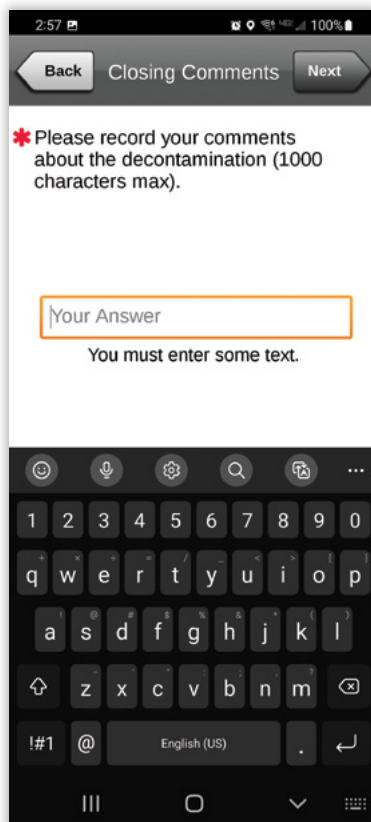 2:57 100%
Back Closing Comments Next
* Please record your comments
about the decontamination (1000
characters max).
Your Answer
You must enter some text.
1 2 3 4 5 6 7 8 9 0
q w e r t y u i o p
a s d f g h j k l
z x c v b n m
!#1 @ English (US) .